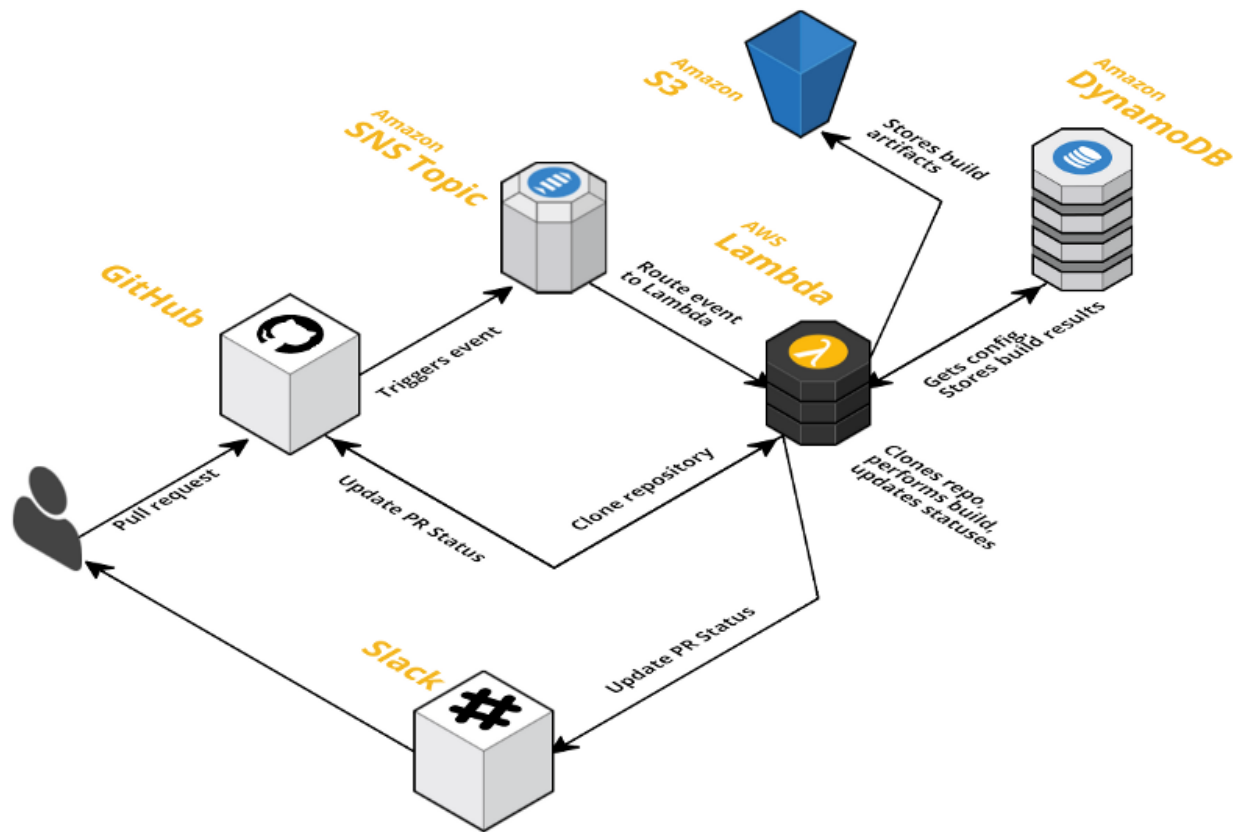 Amazon
S3
Amazon
DynamoDB
Amazon
SNS Topic
Stores build
artifacts
AWS
Lambda
GitHub
Route event
to Lambda
Triggers event
Gets config,
Stores build results
Pull request
Update PR Status
Clone repository
Clones repo,
performs build,
updates statuses
Slack
Update PR Status